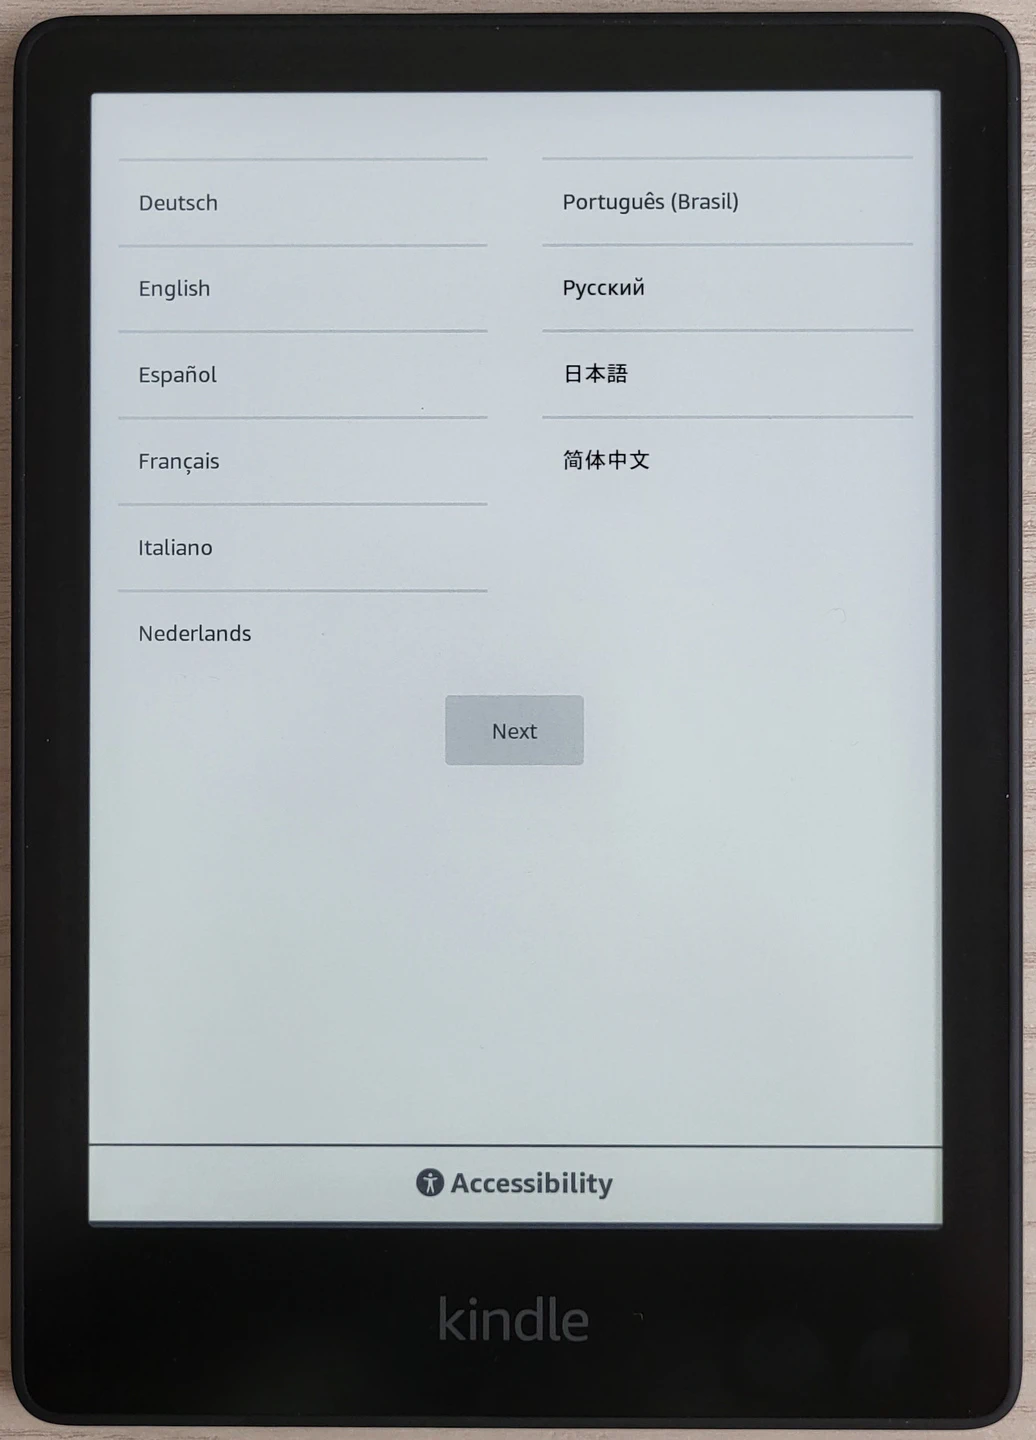 Deutsch
English
Español
Français
Italiano
Nederlands
Português (Brasil)
Русский
日本語
简体中文
Next
Accessibility
kindle